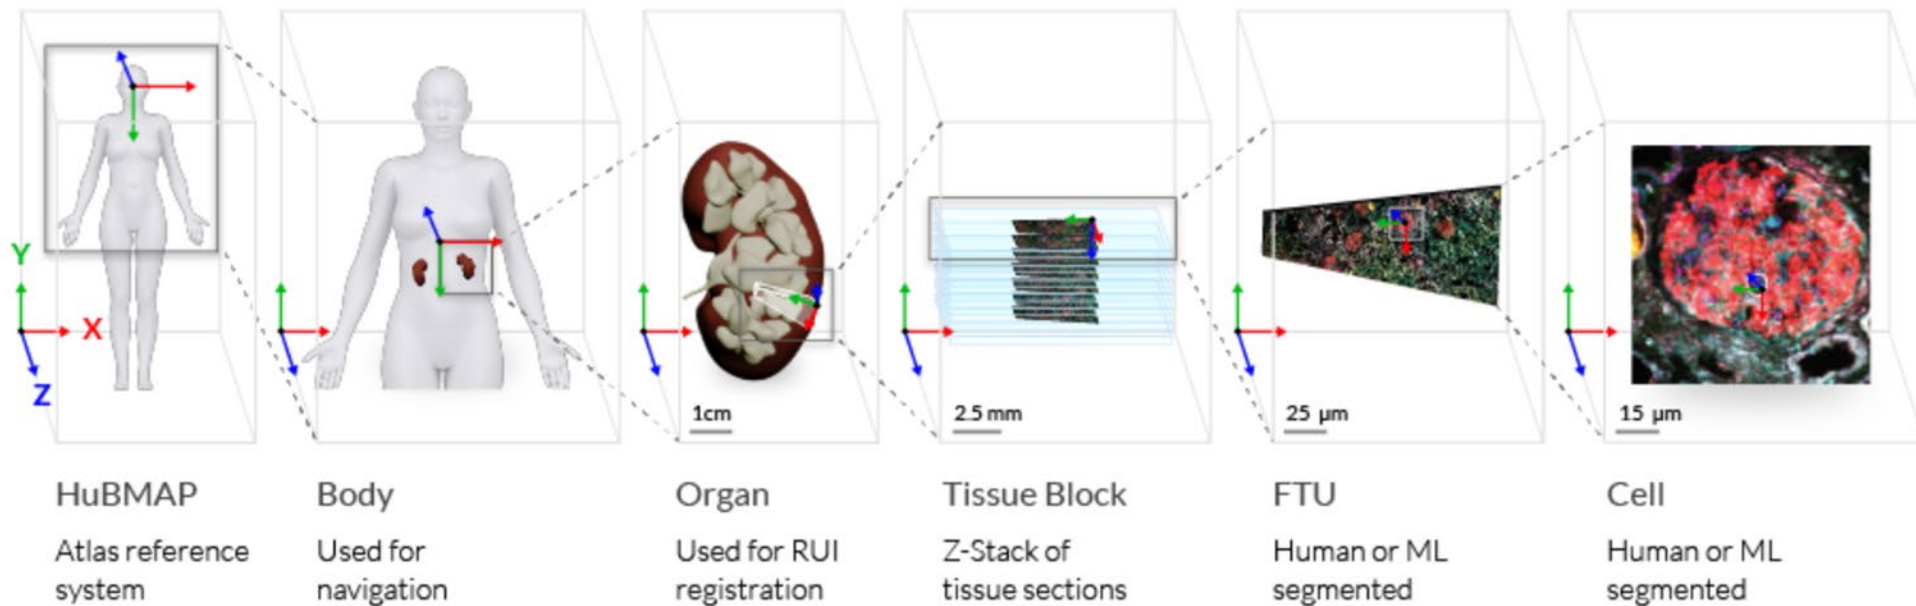 Y
X
Z
1cm
2.5 mm
25 µm
15 µm
HuBMAP
Atlas reference
system
Body
Used for
navigation
Organ
Used for RUI
registration
Tissue Block
Z-Stack of
tissue sections
FTU
Human or ML
segmented
Cell
Human or ML
segmented